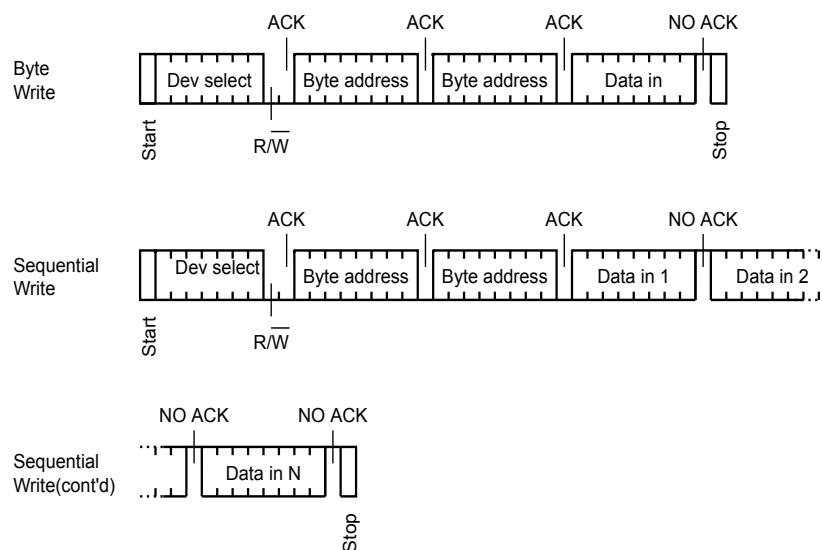 ACK ACK ACK NO ACK
Byte
Write
Dev select Byte address Byte address Data in
Start
R/W̅
Stop
ACK ACK ACK NO ACK
Sequential
Write
Dev select Byte address Byte address Data in 1 Data in 2
Start
R/W̅
NO ACK NO ACK
Sequential
Write(cont'd)
Data in N
Stop